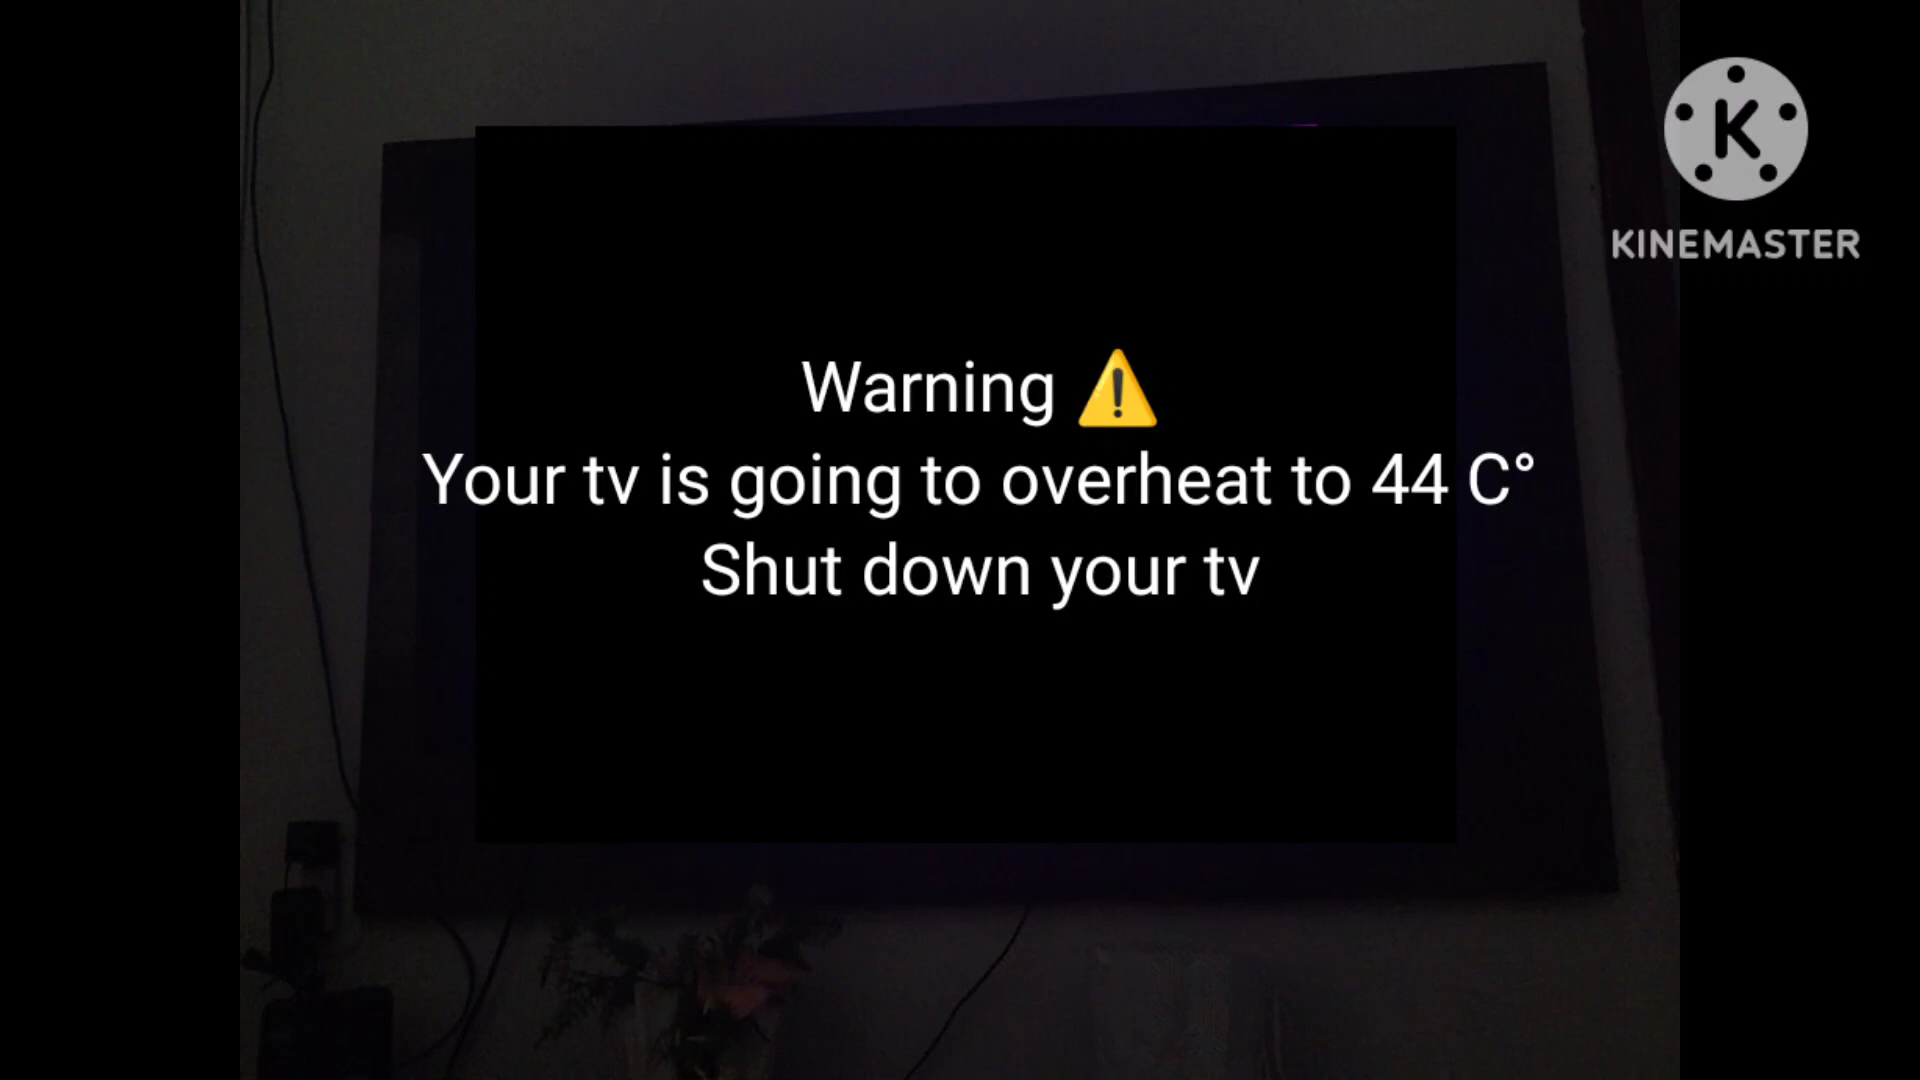 Warning ⚠️
Your tv is going to overheat to 44 C°
Shut down your tv
K
KINEMASTER